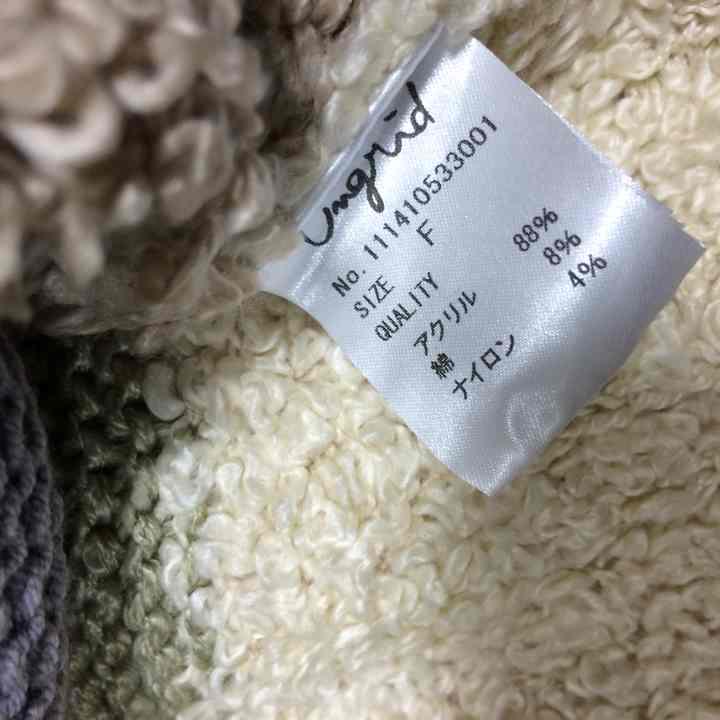 Ungrid
No. 111410533001
SIZE F
QUALITY
アクリル 88%
綿 8%
ナイロン 4%